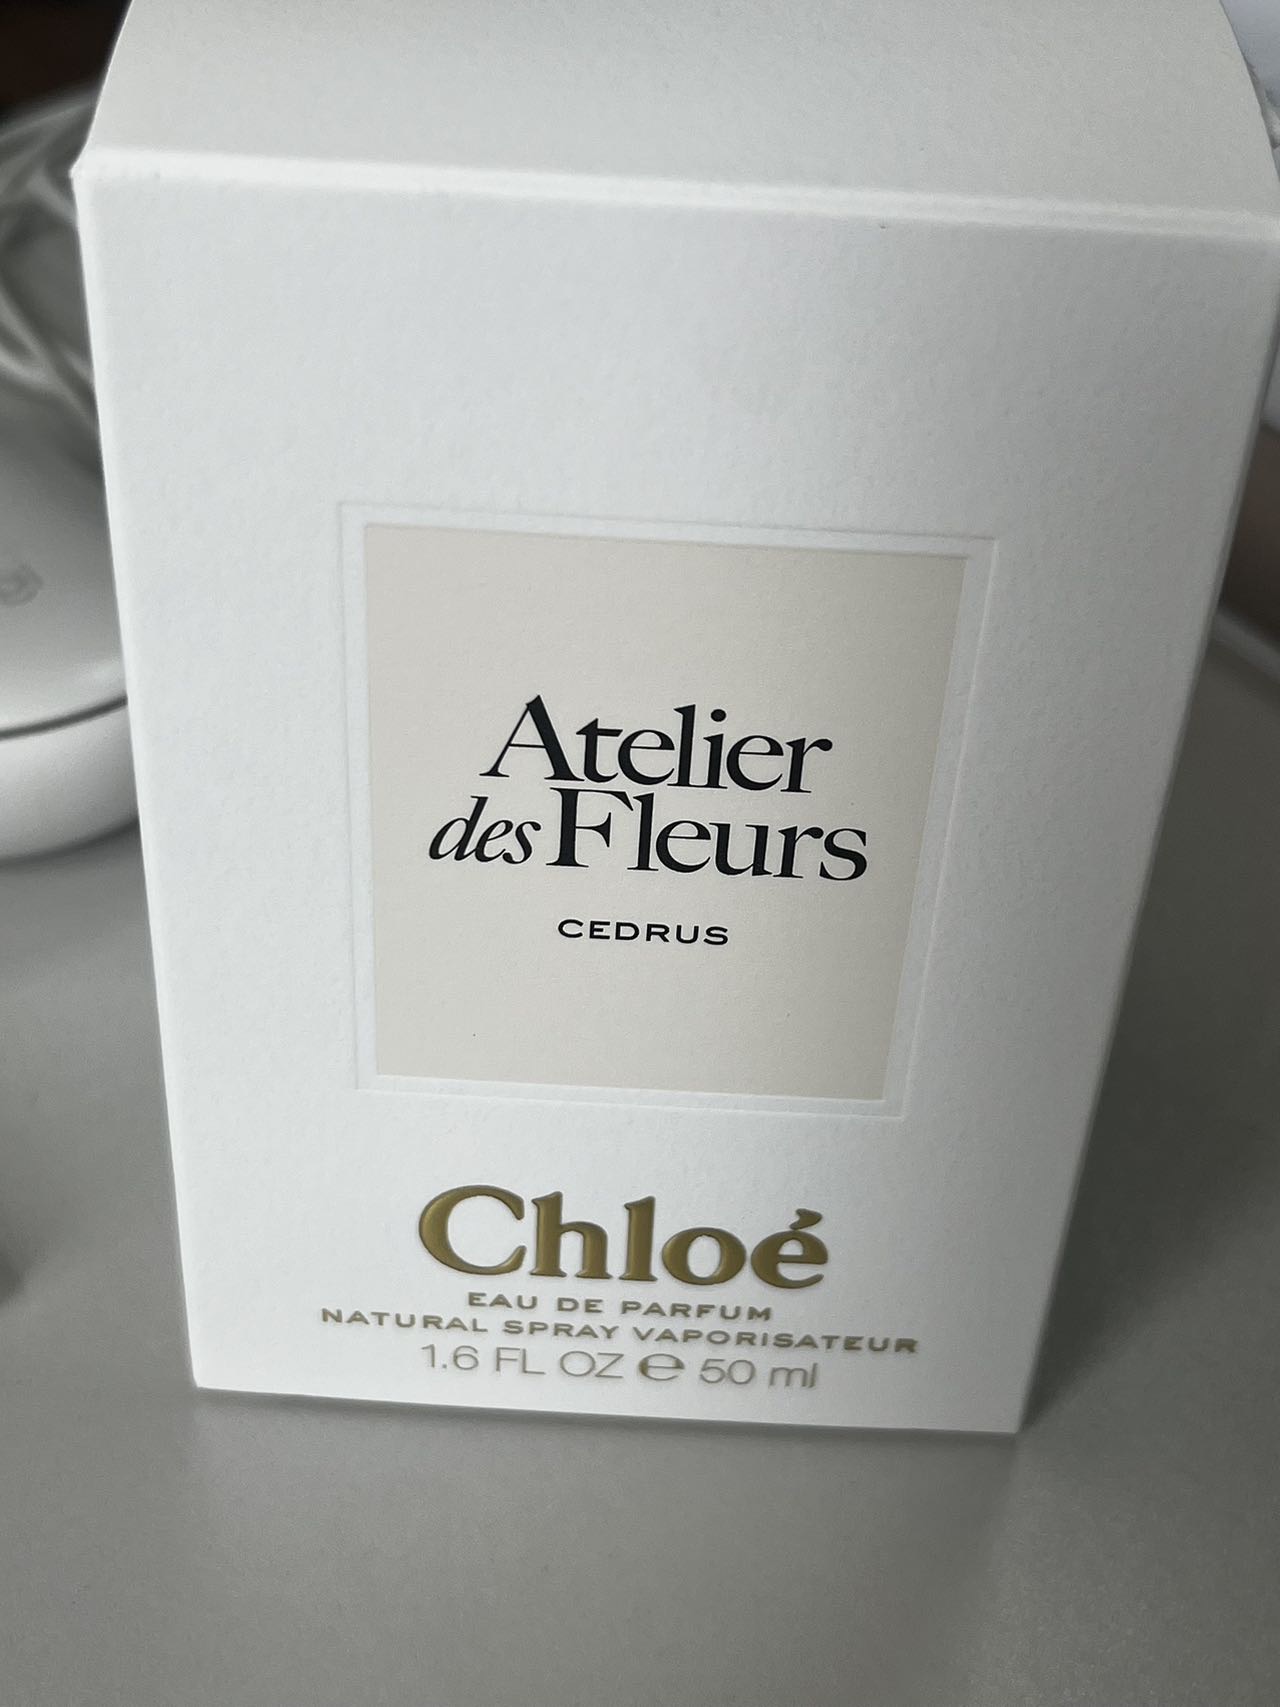 Atelier
des Fleurs
CEDRUS
Chloé
EAU DE PARFUM
NATURAL SPRAY VAPORISATEUR
1.6 FL OZ ℮ 50 ml